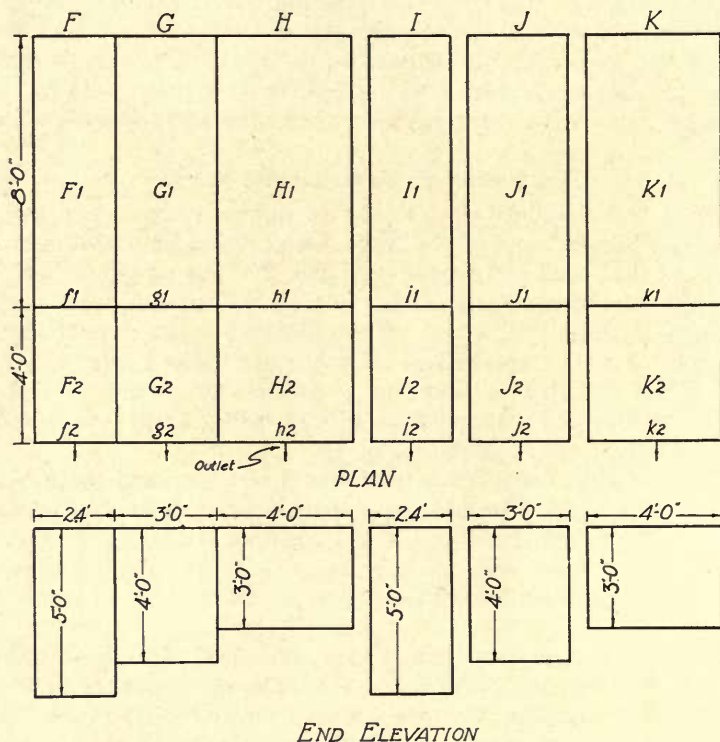 F G H I J K
8'-0"
F1 G1 H1 I1 J1 K1
f1 g1 h1 i1 J1 k1
4'-0"
F2 G2 H2 I2 J2 K2
f2 g2 h2 i2 j2 k2
Outlet
PLAN
2.4' 3'-0" 4'-0" 2.4' 3'-0" 4'-0"
5'-0" 4'-0" 3'-0" 5'-0" 4'-0" 3'-0"
END ELEVATION